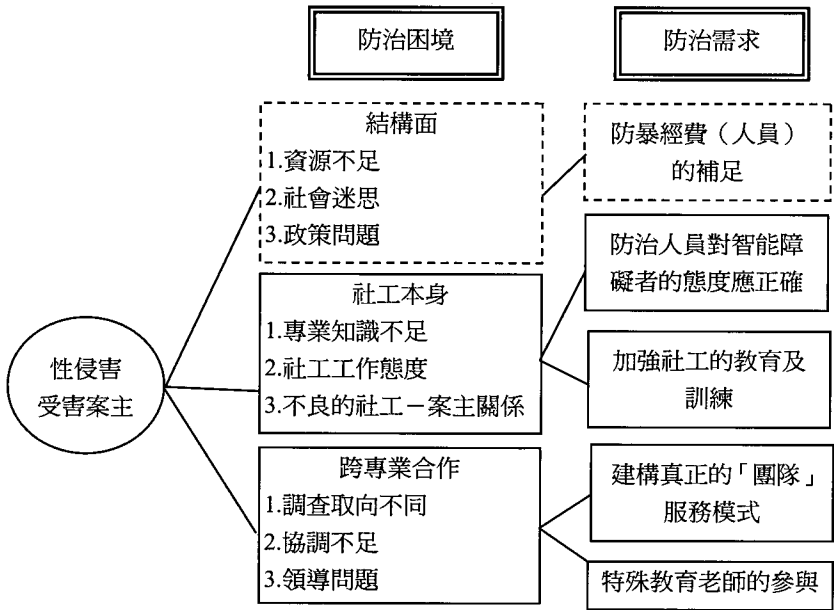 防治困境
防治需求
結構面
1.資源不足
2.社會迷思
3.政策問題
防暴經費（人員）
的補足
性侵害
受害案主
社工本身
1.專業知識不足
2.社工工作態度
3.不良的社工－案主關係
防治人員對智能障
礙者的態度應正確
加強社工的教育及
訓練
跨專業合作
1.調查取向不同
2.協調不足
3.領導問題
建構真正的「團隊」
服務模式
特殊教育老師的參與